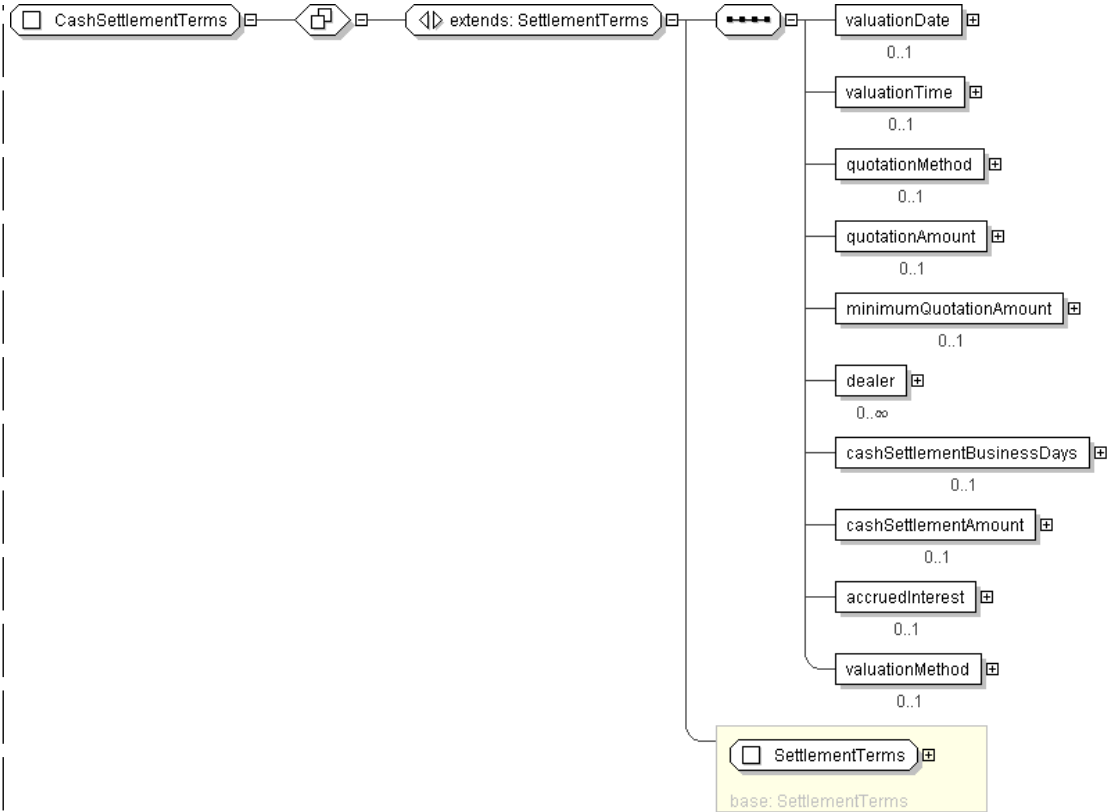 CashSettlementTerms
extends: SettlementTerms
valuationDate
0..1
valuationTime
0..1
quotationMethod
0..1
quotationAmount
0..1
minimumQuotationAmount
0..1
dealer
0..∞
cashSettlementBusinessDays
0..1
cashSettlementAmount
0..1
accruedInterest
0..1
valuationMethod
0..1
SettlementTerms
base: SettlementTerms